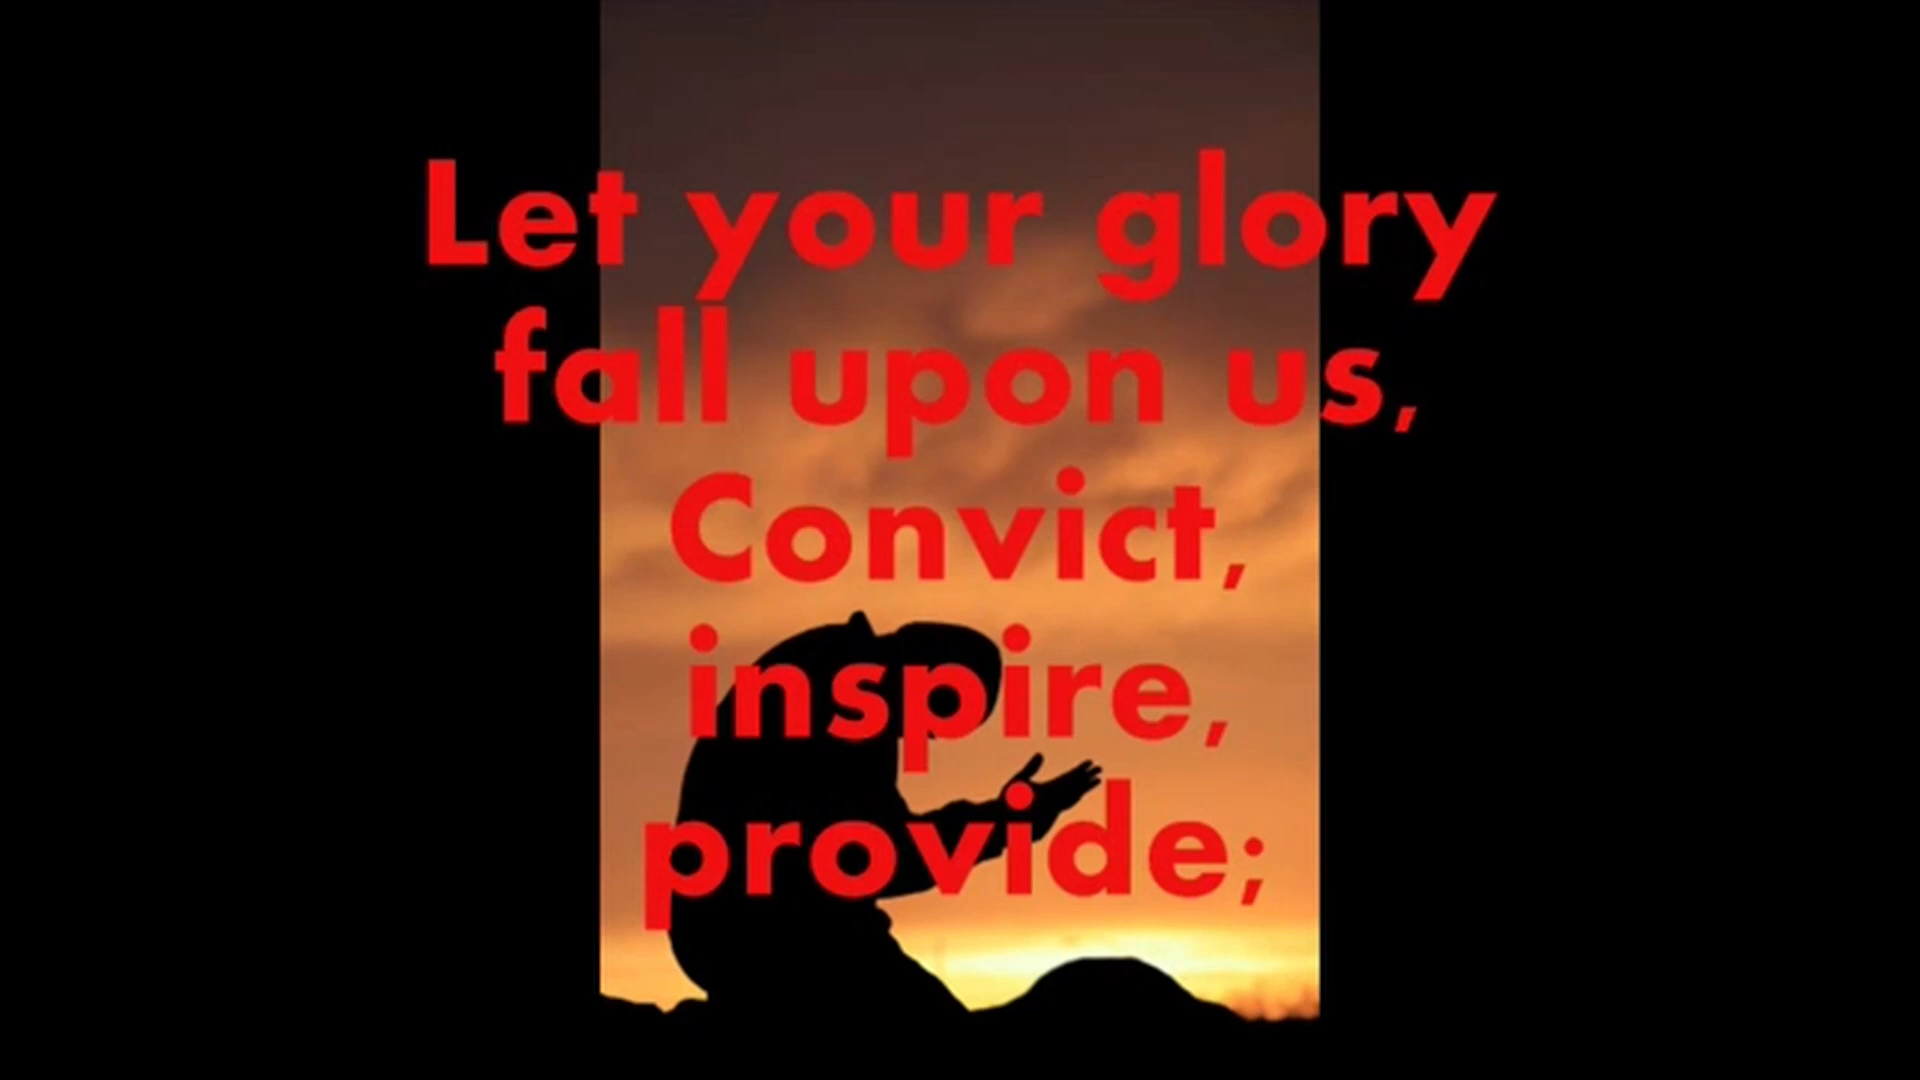 Let your glory
fall upon us,
Convict,
inspire,
provide;